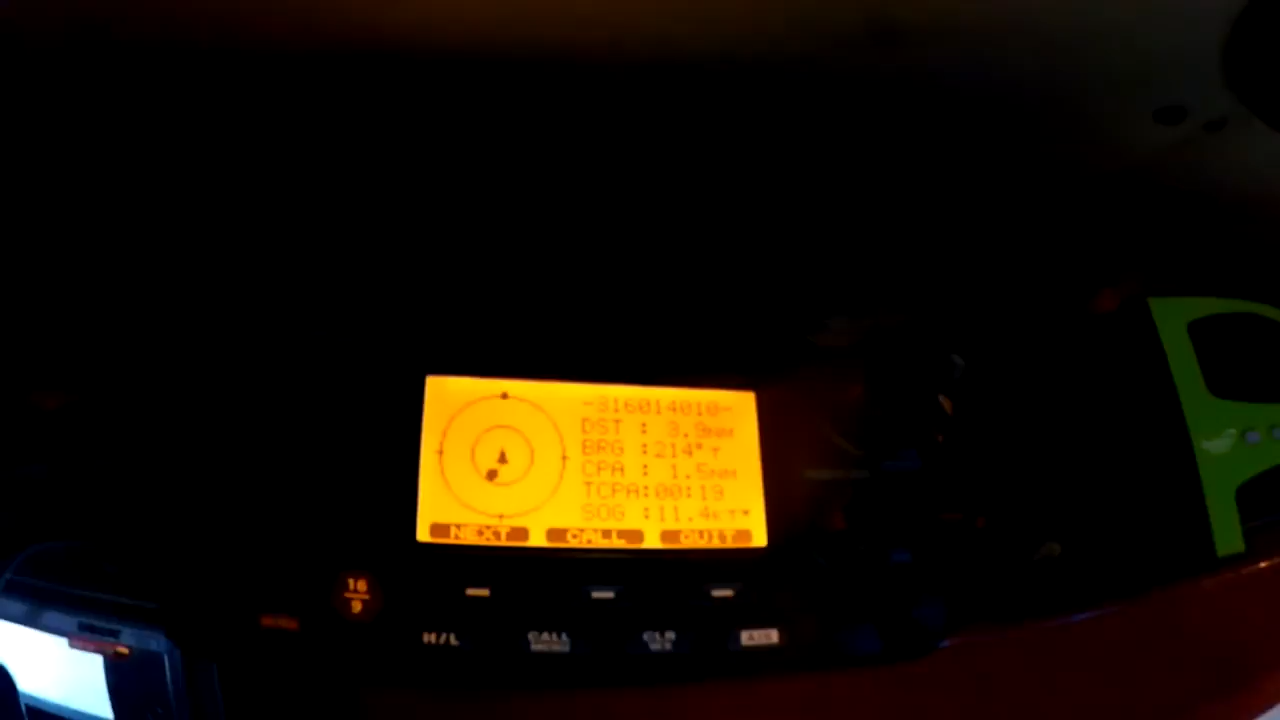 -316014010-
DST : 3.9NM
BRG :214°T
CPA : 1.5NM
TCPA:00:19
SOG :11.4KT
NEXT CALL QUIT
16
9
H/L CALL MENU CLR AIS